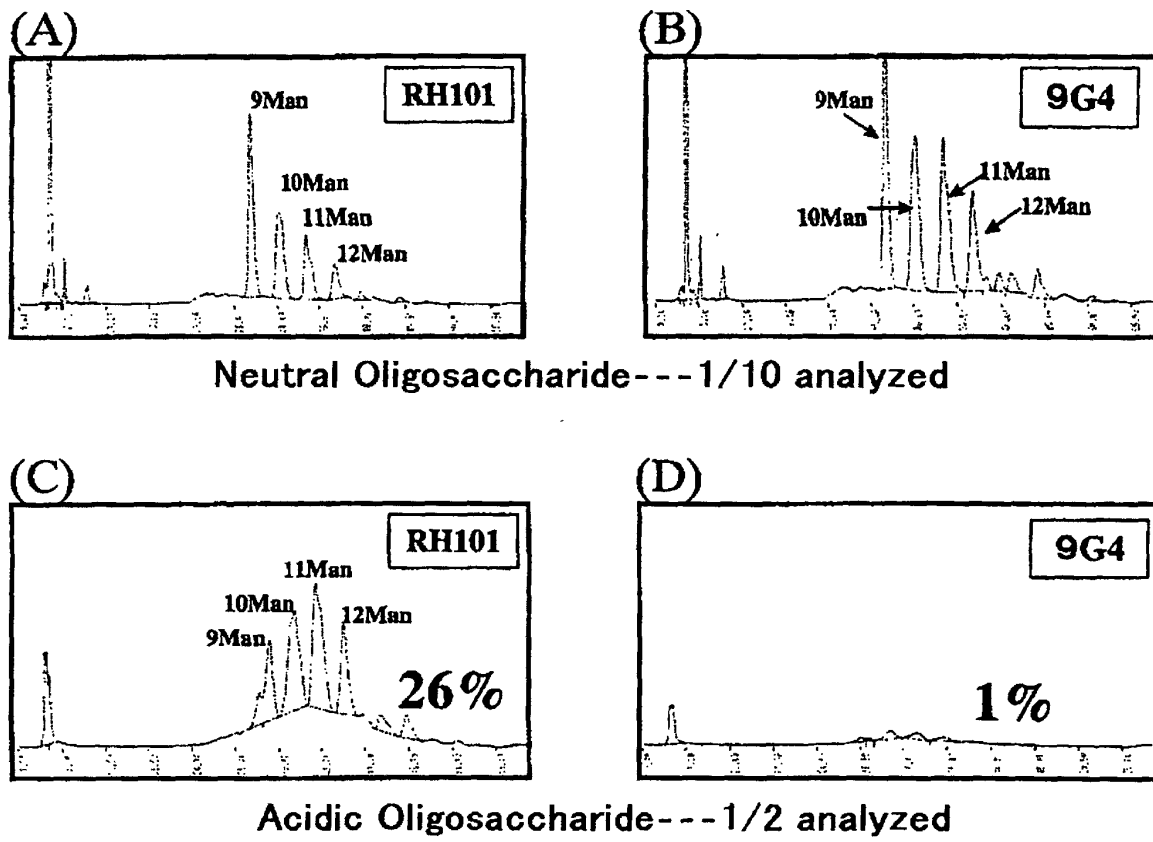 (A)
RH101
9Man
10Man
11Man
12Man
(B)
9G4
9Man
10Man
11Man
12Man
Neutral Oligosaccharide---1/10 analyzed
(C)
RH101
9Man
10Man
11Man
12Man
26%
(D)
9G4
1%
Acidic Oligosaccharide---1/2 analyzed